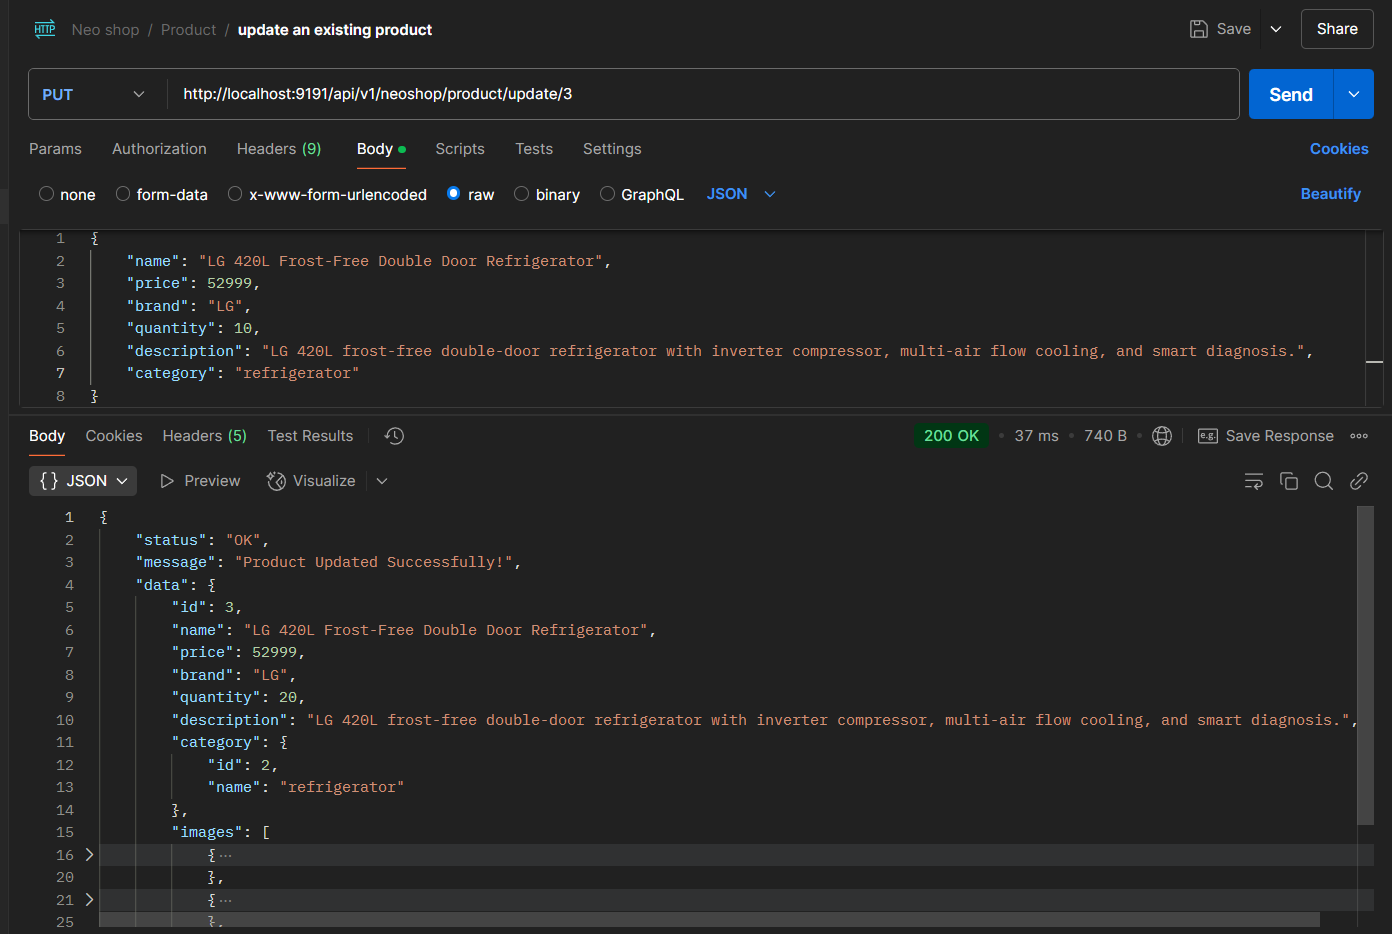 HTTP Neo shop / Product / update an existing product Save Share
PUT http://localhost:9191/api/v1/neoshop/product/update/3 Send
Params Authorization Headers (9) Body Scripts Tests Settings Cookies
none form-data x-www-form-urlencoded raw binary GraphQL JSON Beautify
1 {
2 "name": "LG 420L Frost-Free Double Door Refrigerator",
3 "price": 52999,
4 "brand": "LG",
5 "quantity": 10,
6 "description": "LG 420L frost-free double-door refrigerator with inverter compressor, multi-air flow cooling, and smart diagnosis.",
7 "category": "refrigerator"
8 }
Body Cookies Headers (5) Test Results 200 OK • 37 ms • 740 B • e.g. Save Response
{} JSON Preview Visualize
1 {
2 "status": "OK",
3 "message": "Product Updated Successfully!",
4 "data": {
5 "id": 3,
6 "name": "LG 420L Frost-Free Double Door Refrigerator",
7 "price": 52999,
8 "brand": "LG",
9 "quantity": 20,
10 "description": "LG 420L frost-free double-door refrigerator with inverter compressor, multi-air flow cooling, and smart diagnosis.",
11 "category": {
12 "id": 2,
13 "name": "refrigerator"
14 },
15 "images": [
16 { ···
20 },
21 { ···
25 },